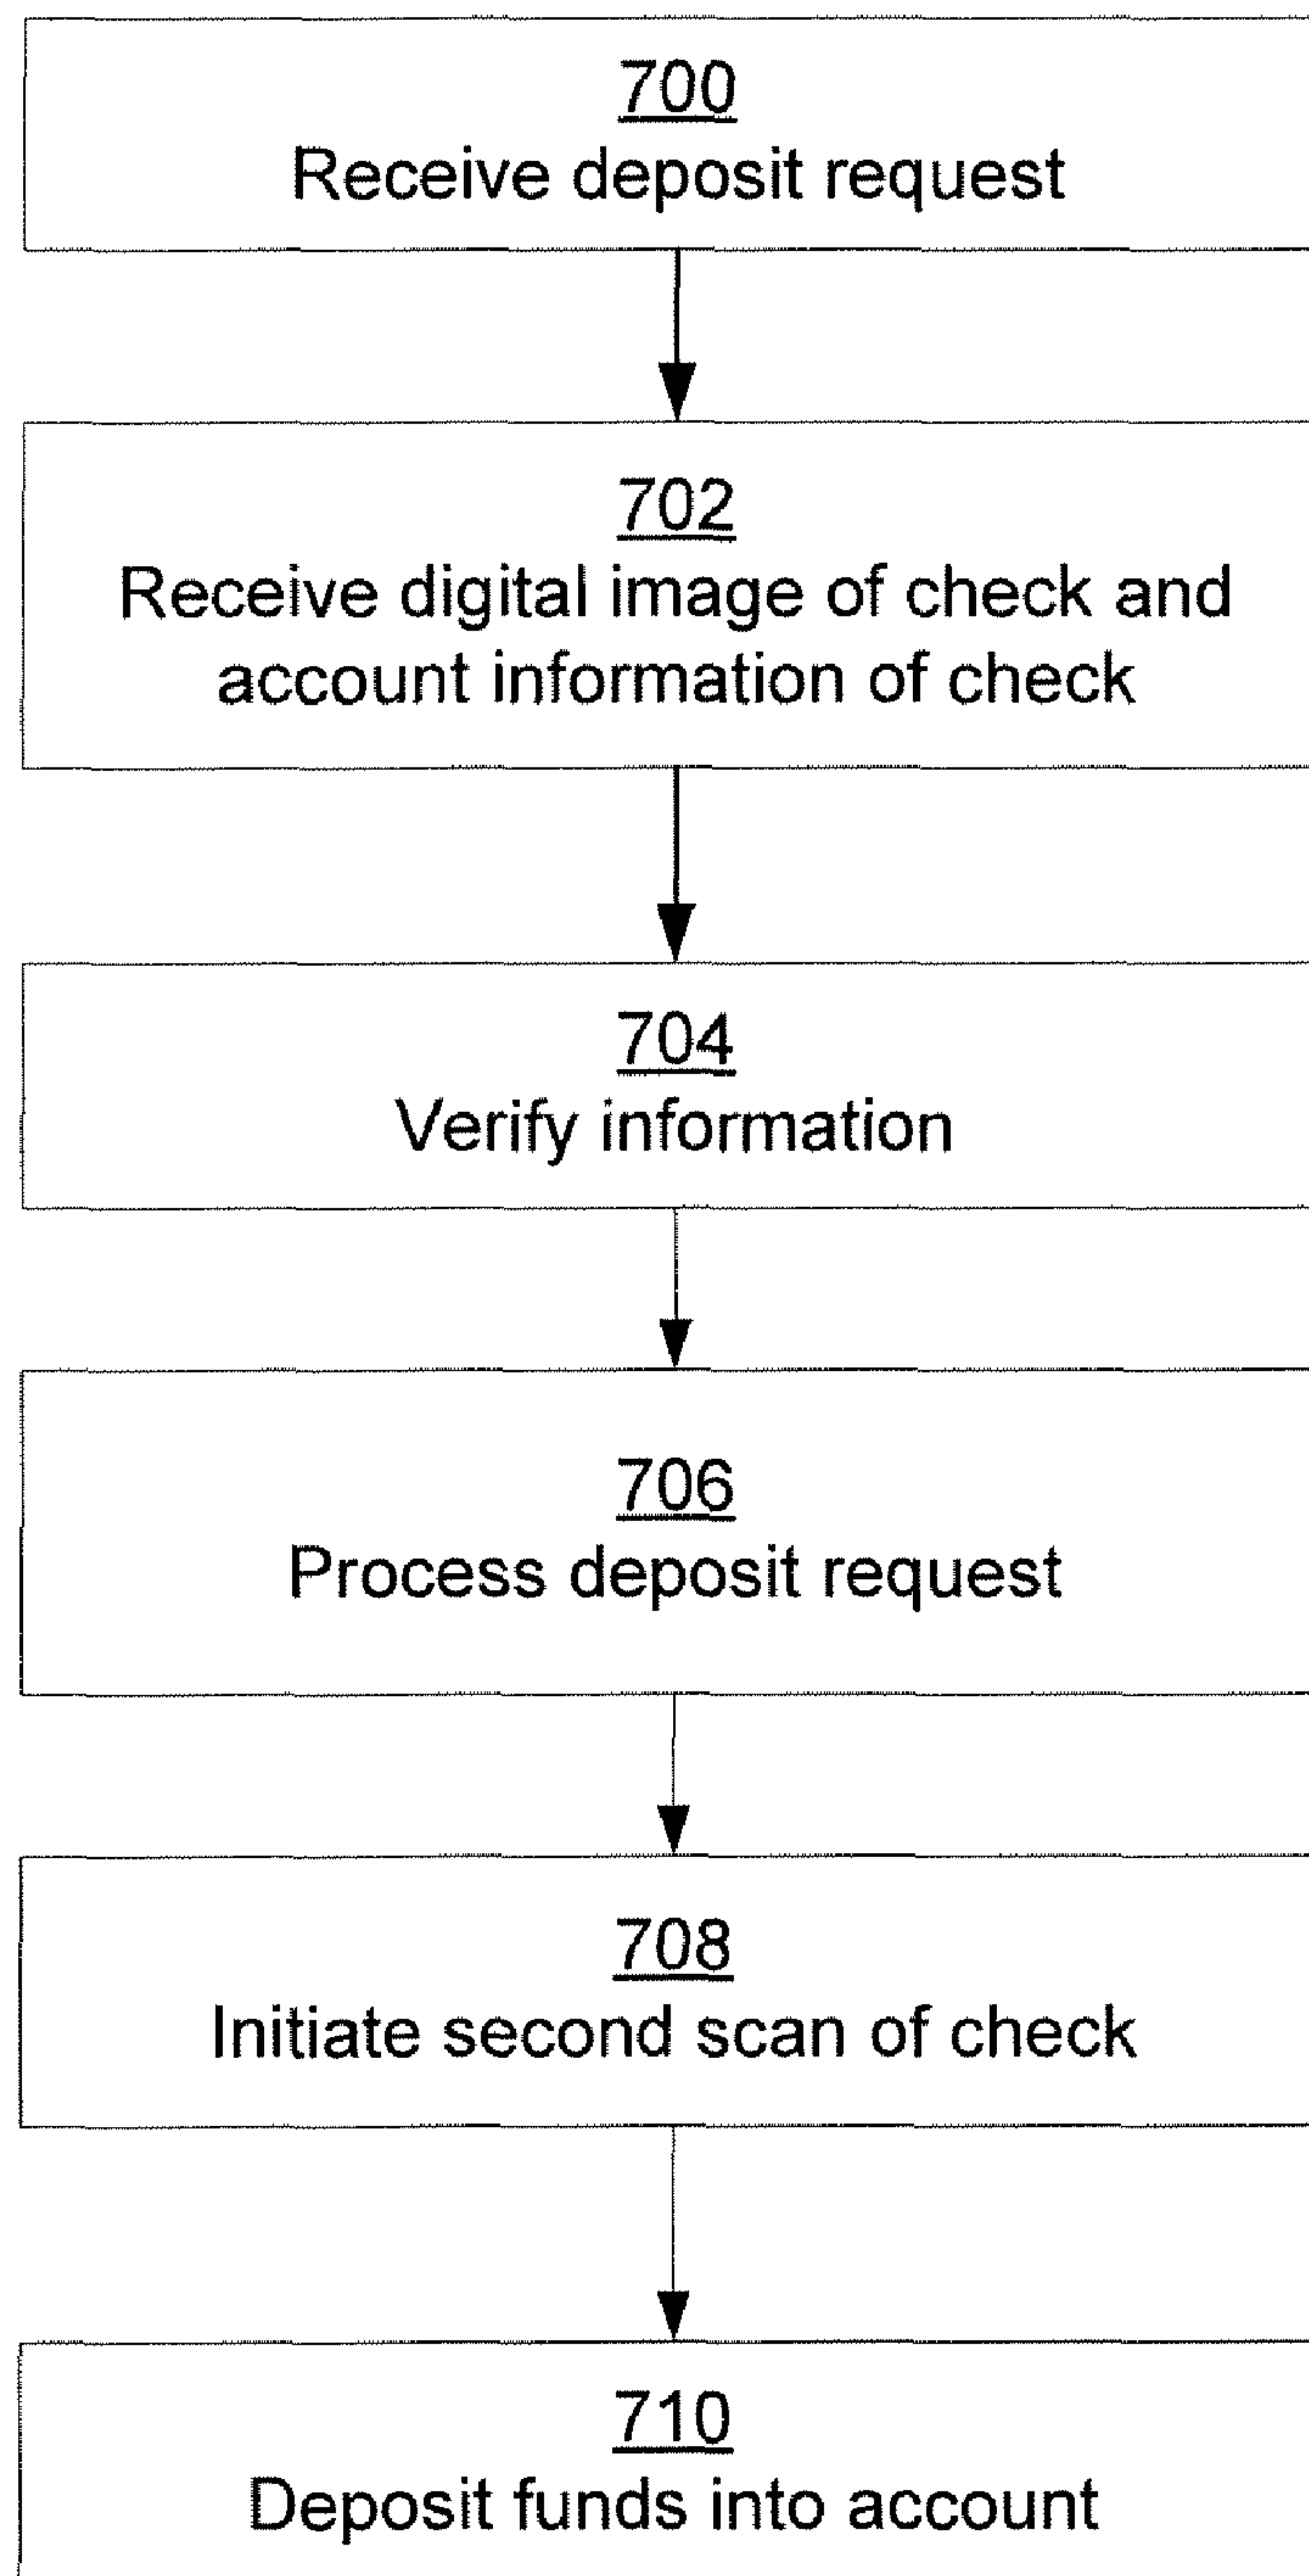 700
Receive deposit request
702
Receive digital image of check and
account information of check
704
Verify information
706
Process deposit request
708
Initiate second scan of check
710
Deposit funds into account